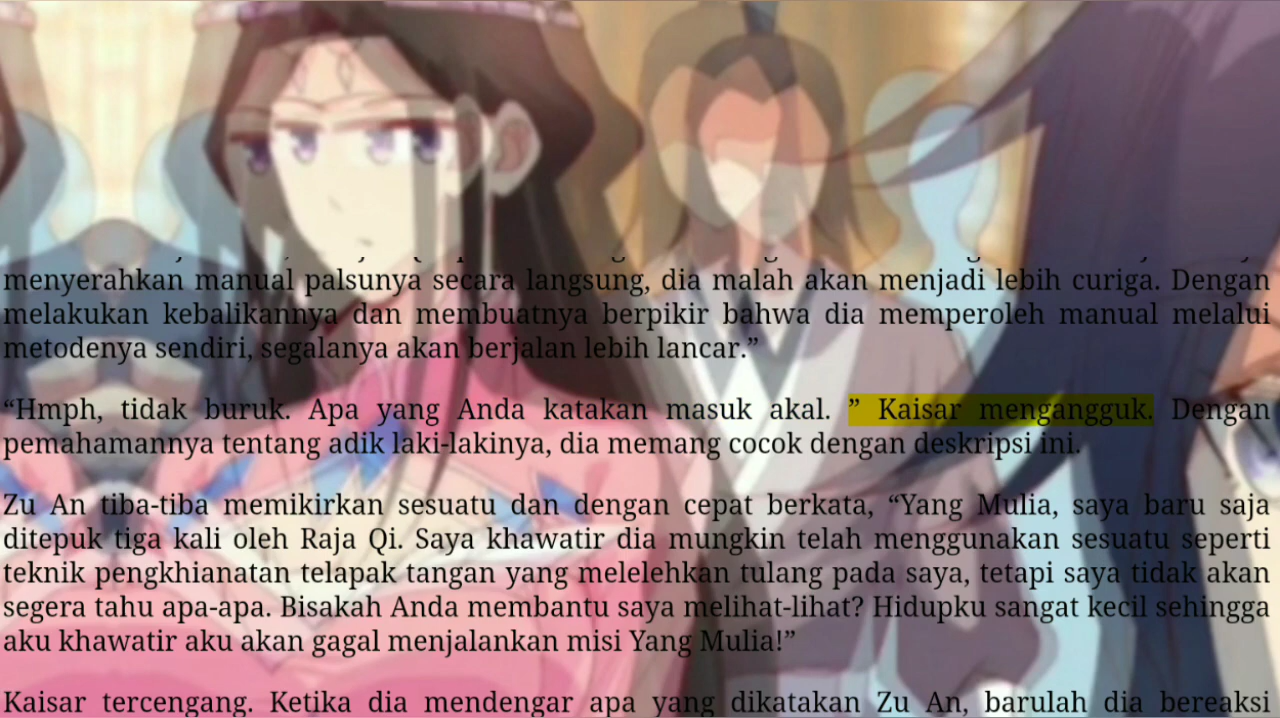 menyerahkan manual palsunya secara langsung, dia malah akan menjadi lebih curiga. Dengan
melakukan kebalikannya dan membuatnya berpikir bahwa dia memperoleh manual melalui
metodenya sendiri, segalanya akan berjalan lebih lancar.”
“Hmph, tidak buruk. Apa yang Anda katakan masuk akal. ” Kaisar mengangguk. Dengan
pemahamannya tentang adik laki-lakinya, dia memang cocok dengan deskripsi ini.
Zu An tiba-tiba memikirkan sesuatu dan dengan cepat berkata, “Yang Mulia, saya baru saja
ditepuk tiga kali oleh Raja Qi. Saya khawatir dia mungkin telah menggunakan sesuatu seperti
teknik pengkhianatan telapak tangan yang melelehkan tulang pada saya, tetapi saya tidak akan
segera tahu apa-apa. Bisakah Anda membantu saya melihat-lihat? Hidupku sangat kecil sehingga
aku khawatir aku akan gagal menjalankan misi Yang Mulia!”
Kaisar tercengang. Ketika dia mendengar apa yang dikatakan Zu An, barulah dia bereaksi